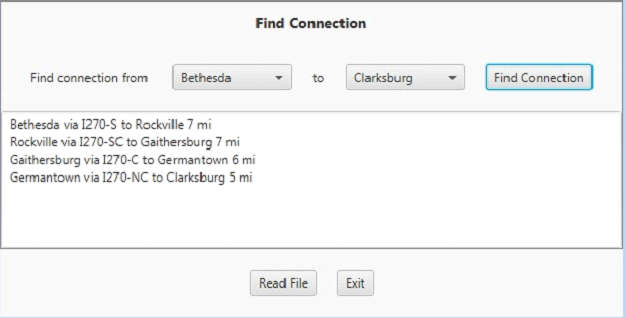 Find Connection
Find connection from Bethesda to Clarksburg Find Connection
Bethesda via I270-S to Rockville 7 mi
Rockville via I270-SC to Gaithersburg 7 mi
Gaithersburg via I270-C to Germantown 6 mi
Germantown via I270-NC to Clarksburg 5 mi
Read File Exit